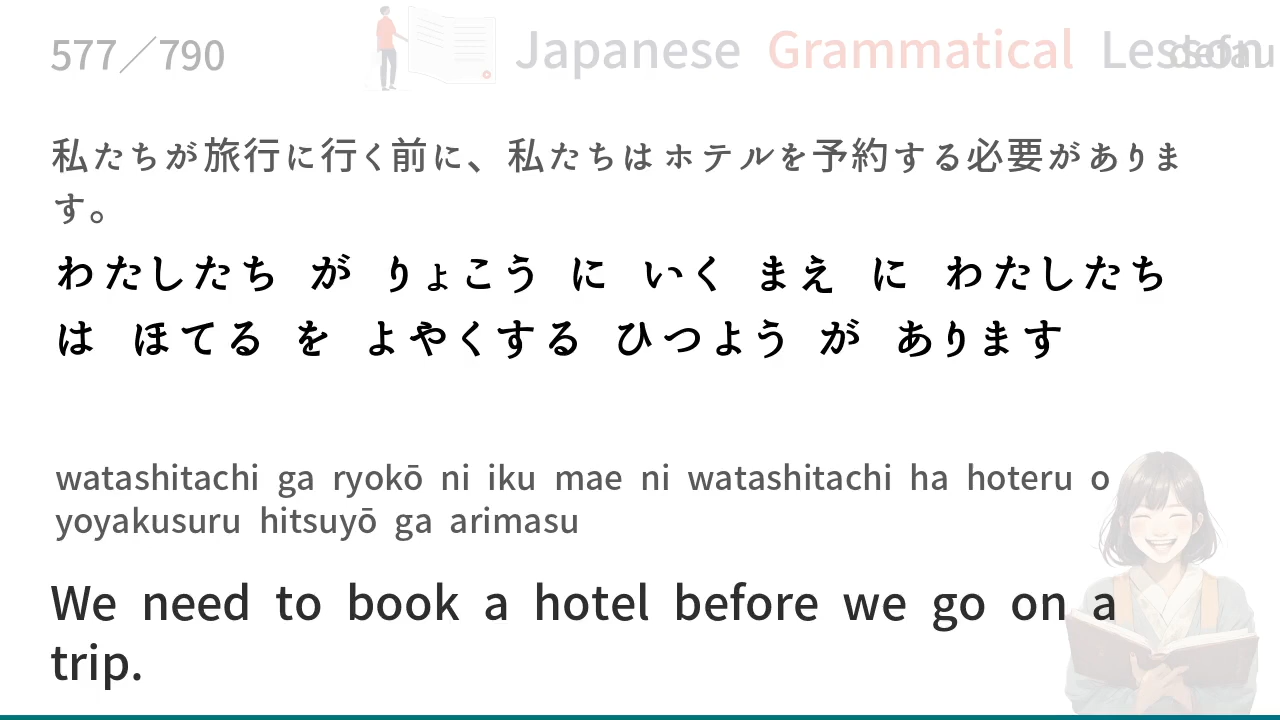 577／790
Japanese Grammatical Lesson
私たちが旅行に行く前に、私たちはホテルを予約する必要がありま
す。
わたしたち が りょこう に いく まえ に わたしたち
は ほてる を よやくする ひつよう が あります
watashitachi ga ryokō ni iku mae ni watashitachi ha hoteru o
yoyakusuru hitsuyō ga arimasu
We need to book a hotel before we go on a
trip.